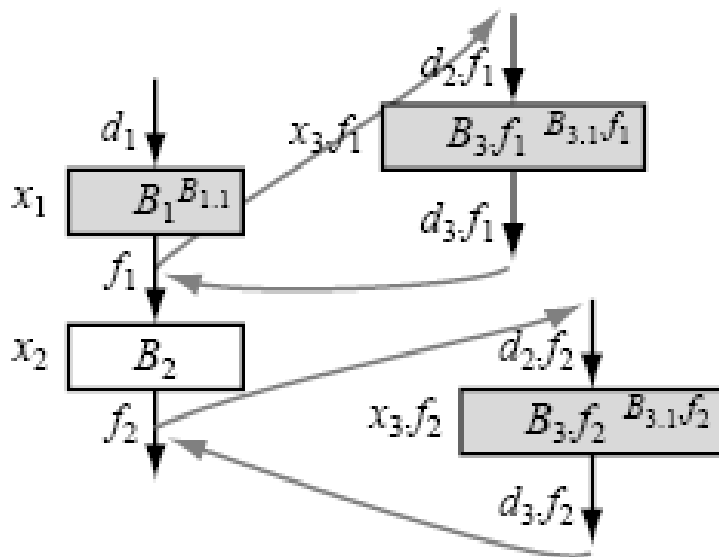 d₂.f₁
d₁
x₃.f₁ B₃.f₁ B₃.₁.f₁
x₁ B₁ B₁.₁
d₃.f₁
f₁
x₂ B₂
d₂.f₂
f₂
x₃.f₂ B₃.f₂ B₃.₁.f₂
d₃.f₂